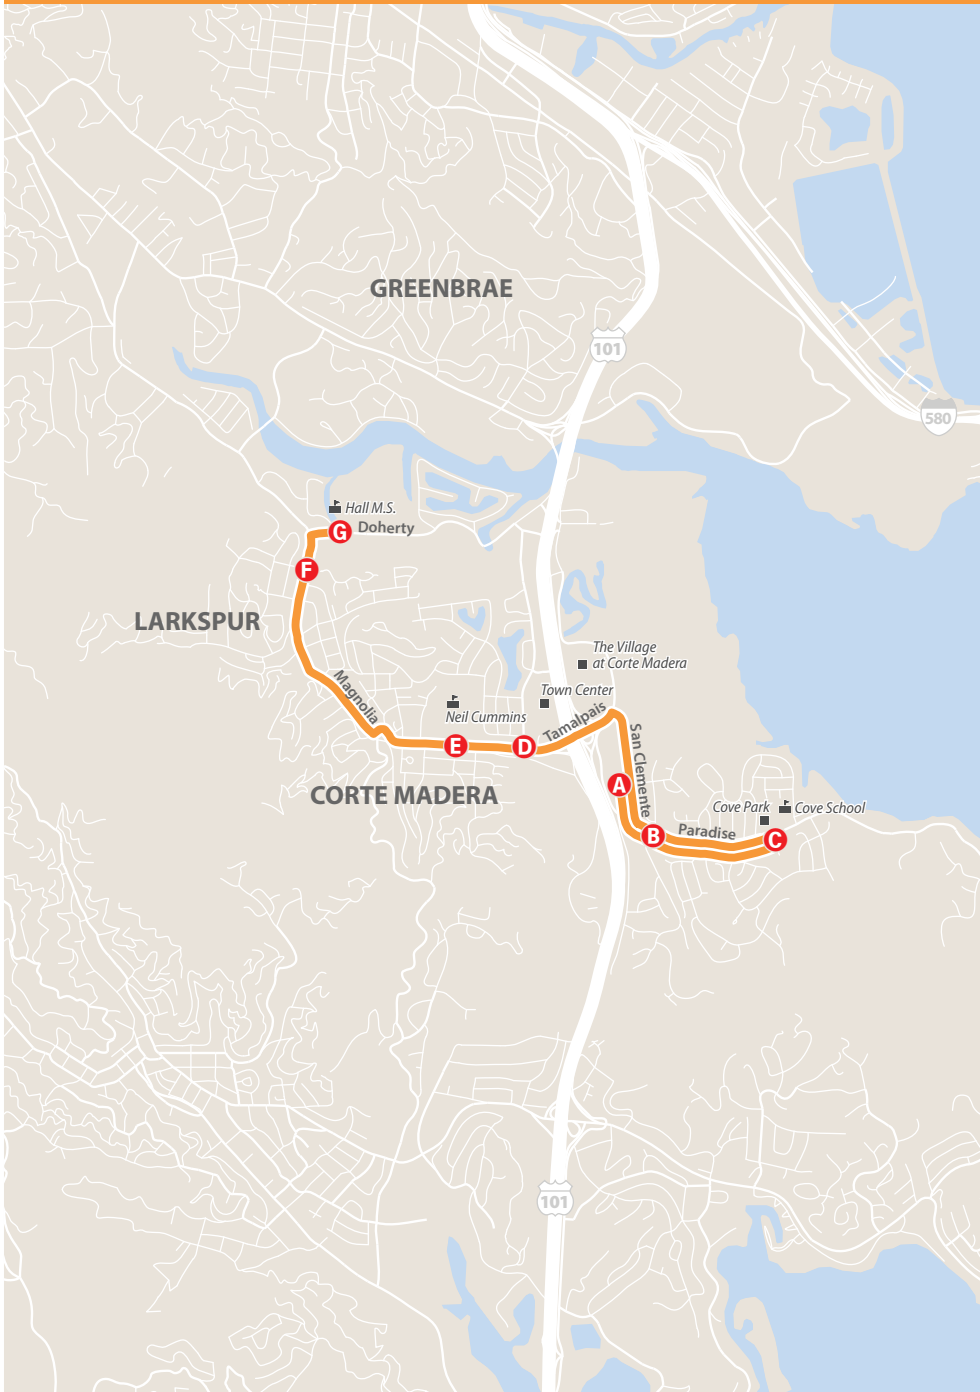 GREENBRAE
101
580
Hall M.S.
G
Doherty
F
LARKSPUR
The Village
at Corte Madera
Magnolia
Town Center
Neil Cummins
Tamalpais
E
D
San Clemente
A
CORTE MADERA
Cove Park
Cove School
B
Paradise
C
101